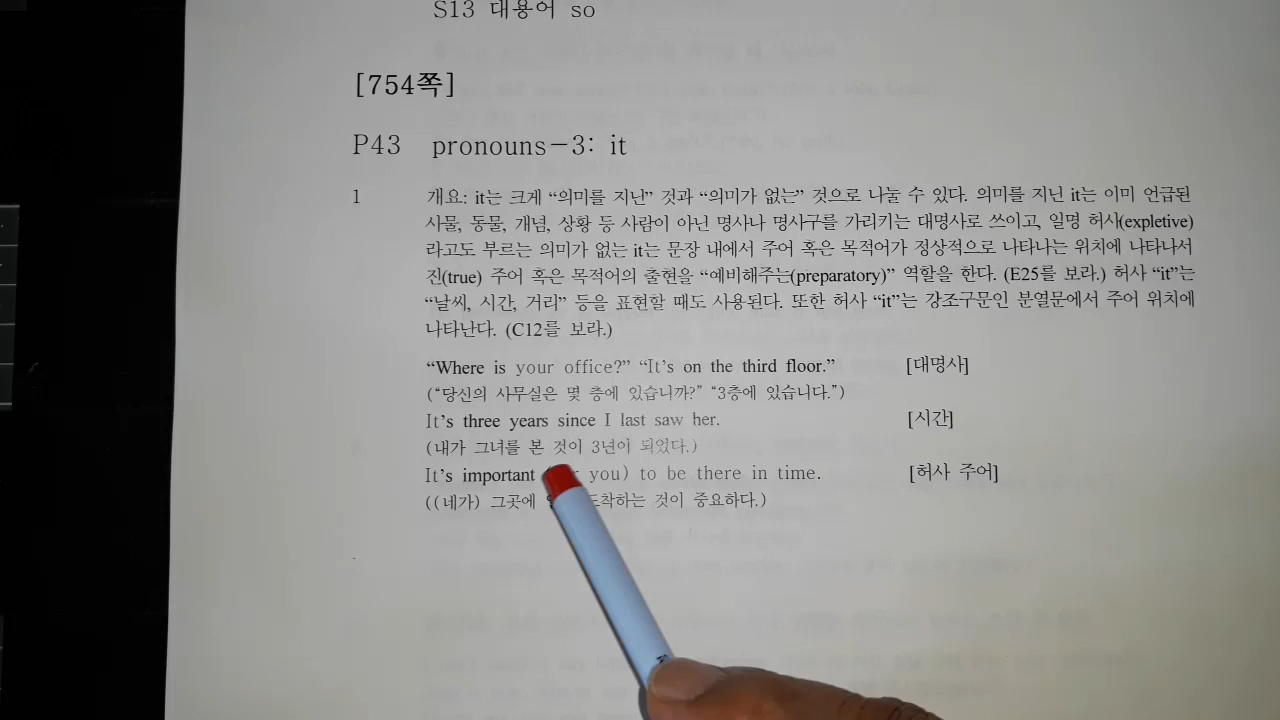 S13 대용어 so
[754쪽]
P43 pronouns-3: it
1 개요: it는 크게 “의미를 지닌” 것과 “의미가 없는” 것으로 나눌 수 있다. 의미를 지닌 it는 이미 언급된
사물, 동물, 개념, 상황 등 사람이 아닌 명사나 명사구를 가리키는 대명사로 쓰이고, 일명 허사(expletive)
라고도 부르는 의미가 없는 it는 문장 내에서 주어 혹은 목적어가 정상적으로 나타나는 위치에 나타나서
진(true) 주어 혹은 목적어의 출현을 “예비해주는(preparatory)” 역할을 한다. (E25를 보라.) 허사 “it”는
“날씨, 시간, 거리” 등을 표현할 때도 사용된다. 또한 허사 “it”는 강조구문인 분열문에서 주어 위치에
나타난다. (C12를 보라.)
“Where is your office?” “It's on the third floor.” [대명사]
(“당신의 사무실은 몇 층에 있습니까?” “3층에 있습니다.”)
It's three years since I last saw her. [시간]
(내가 그녀를 본 것이 3년이 되었다.)
It's important you) to be there in time. [허사 주어]
((네가) 그곳에 도착하는 것이 중요하다.)